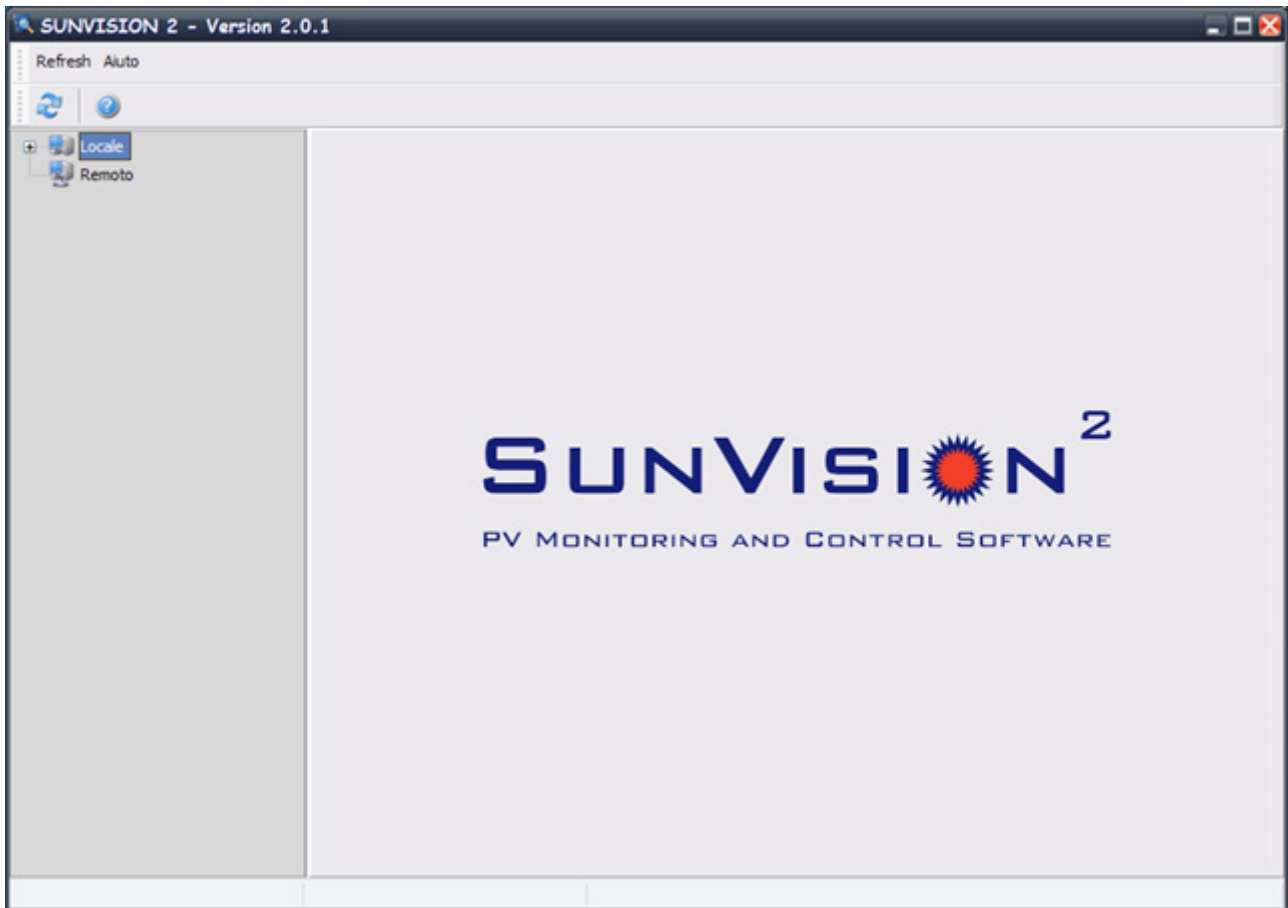 SUNVISION 2 - Version 2.0.1
Refresh Aiuto
Locale
Remoto
SUNVISION 2
PV MONITORING AND CONTROL SOFTWARE